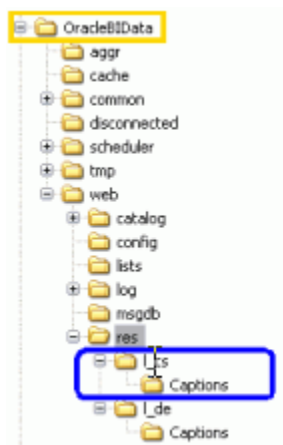 OracleBIData
aggr
cache
common
disconnected
scheduler
tmp
web
catalog
config
lists
log
msgdb
res
Captions
l_de
Captions